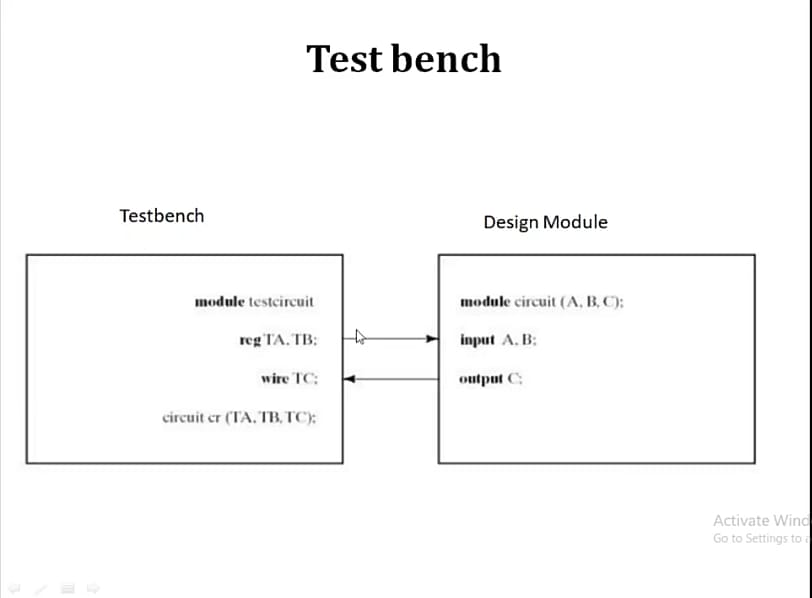 Test bench
Testbench
Design Module
module testcircuit
reg TA, TB;
wire TC;
circuit cr (TA, TB, TC);
module circuit (A, B, C);
input A, B;
output C;
Activate Wind
Go to Settings to a